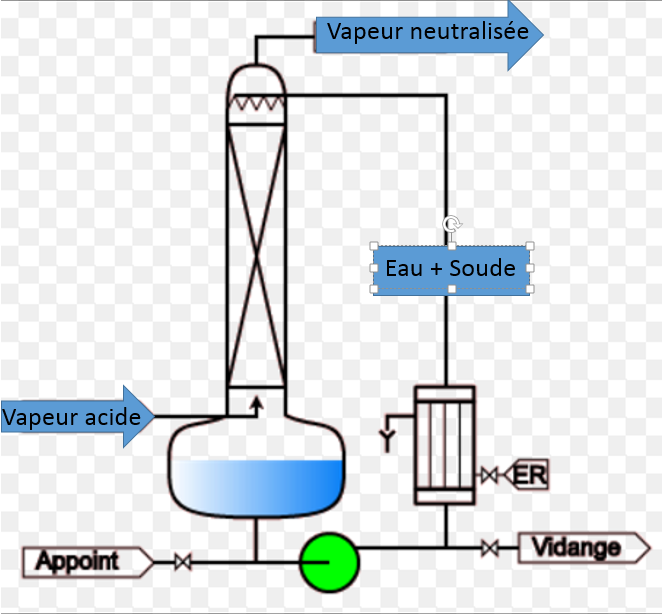 Vapeur neutralisée
Eau + Soude
Vapeur acide
ER
Appoint
Vidange